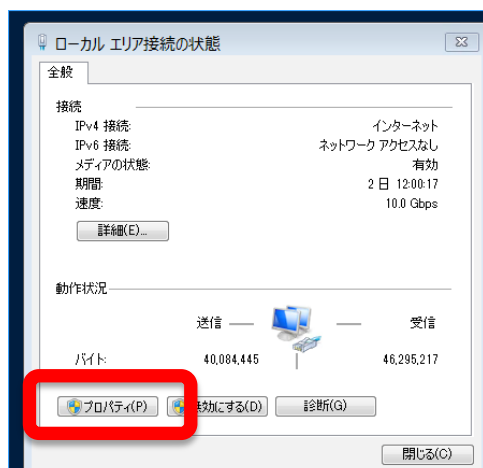 ローカル エリア接続の状態
全般
接続
IPv4 接続: インターネット
IPv6 接続: ネットワーク アクセスなし
メディアの状態: 有効
期間: 2 日 12:00:17
速度: 10.0 Gbps
詳細(E)...
動作状況
送信 受信
バイト: 40,084,445 46,295,217
プロパティ(P) 効にする(D) 診断(G)
閉じる(C)